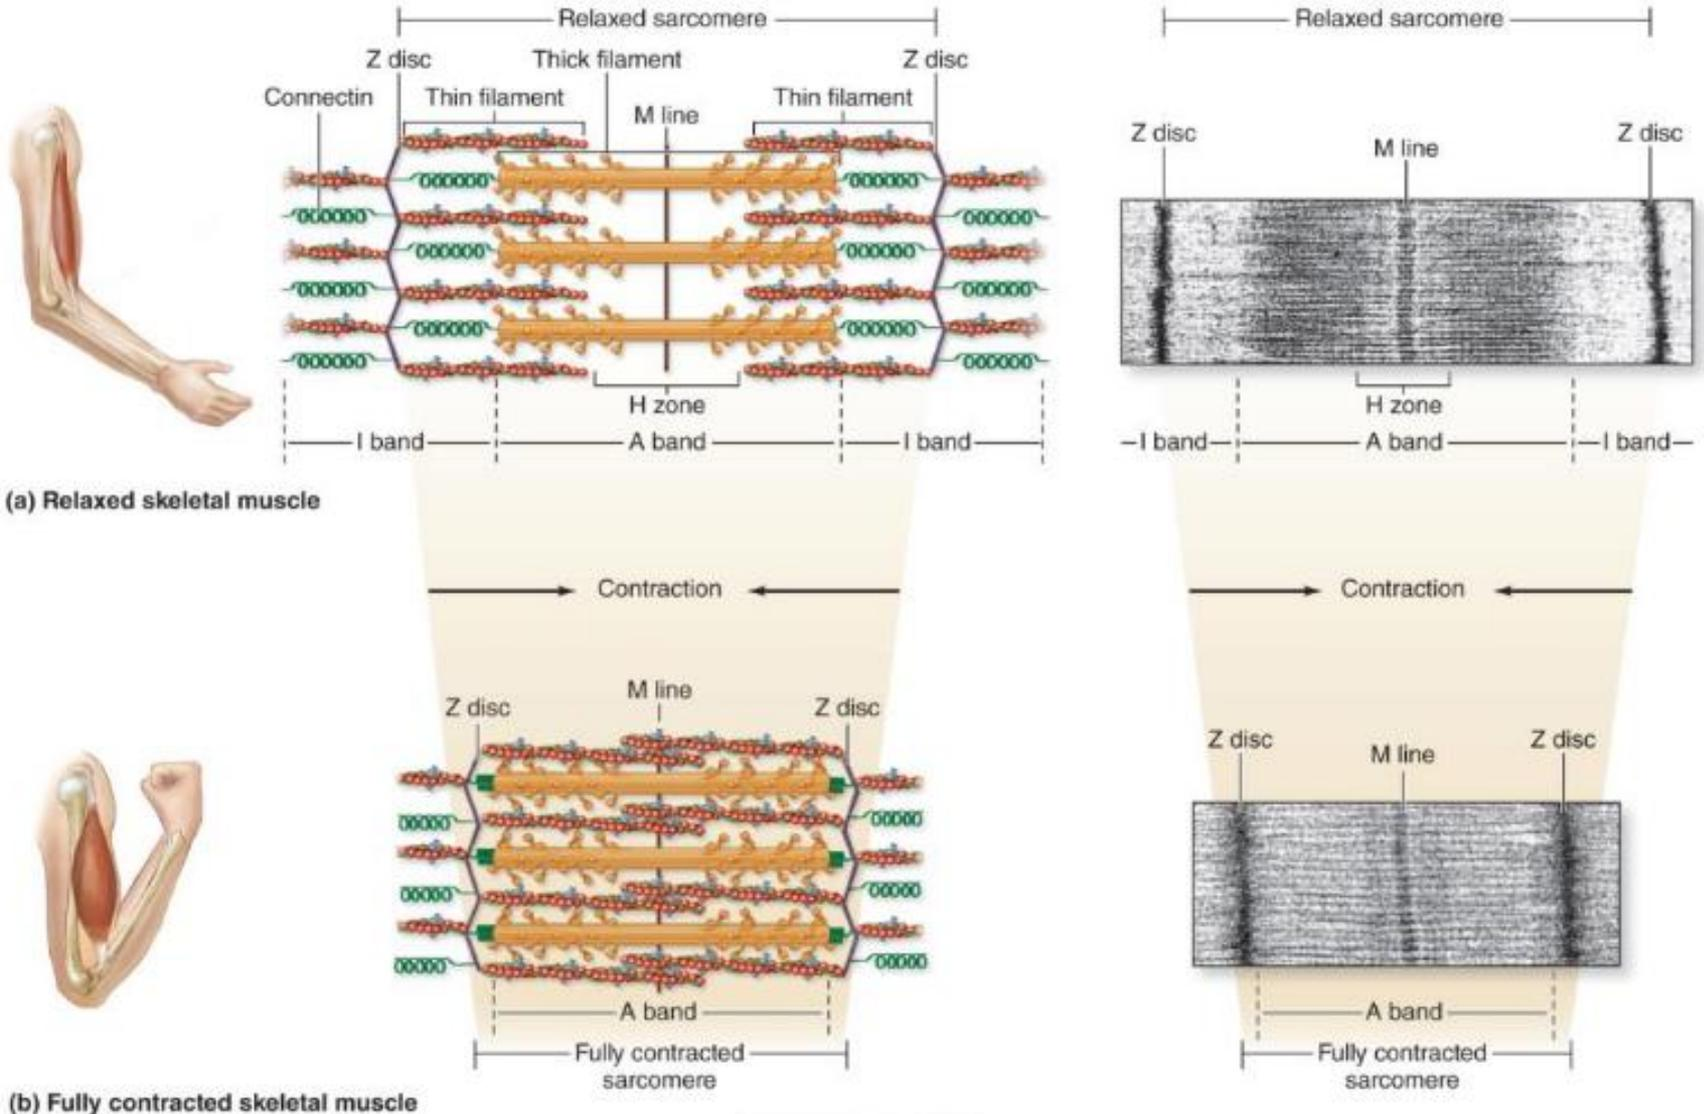 Relaxed sarcomere
Relaxed sarcomere
Z disc
Thick filament
Z disc
Connectin
Thin filament
M line
Thin filament
Z disc
M line
Z disc
H zone
H zone
I band
A band
I band
I band
A band
I band
(a) Relaxed skeletal muscle
Contraction
Contraction
M line
Z disc
Z disc
Z disc
M line
Z disc
A band
A band
Fully contracted
sarcomere
Fully contracted
sarcomere
(b) Fully contracted skeletal muscle